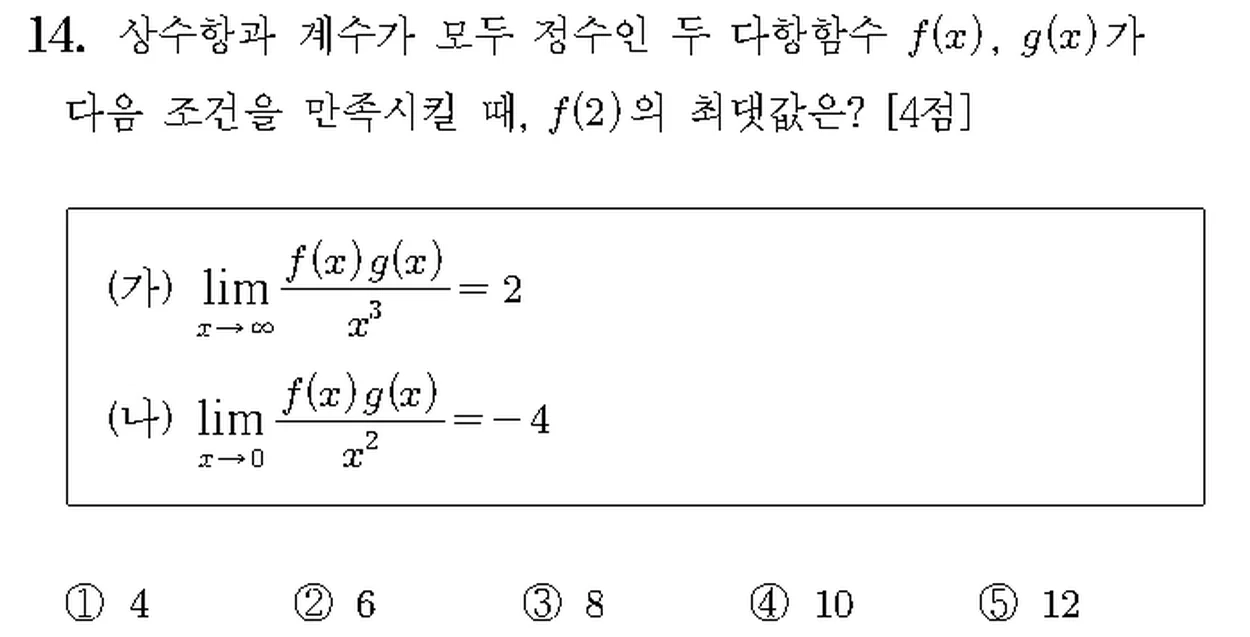 14. 상수항과 계수가 모두 정수인 두 다항함수 f(x), g(x)가
다음 조건을 만족시킬 때, f(2)의 최댓값은? [4점]
(가) lim_{x→∞} f(x)g(x)/x³ = 2
(나) lim_{x→0} f(x)g(x)/x² = −4
① 4 ② 6 ③ 8 ④ 10 ⑤ 12